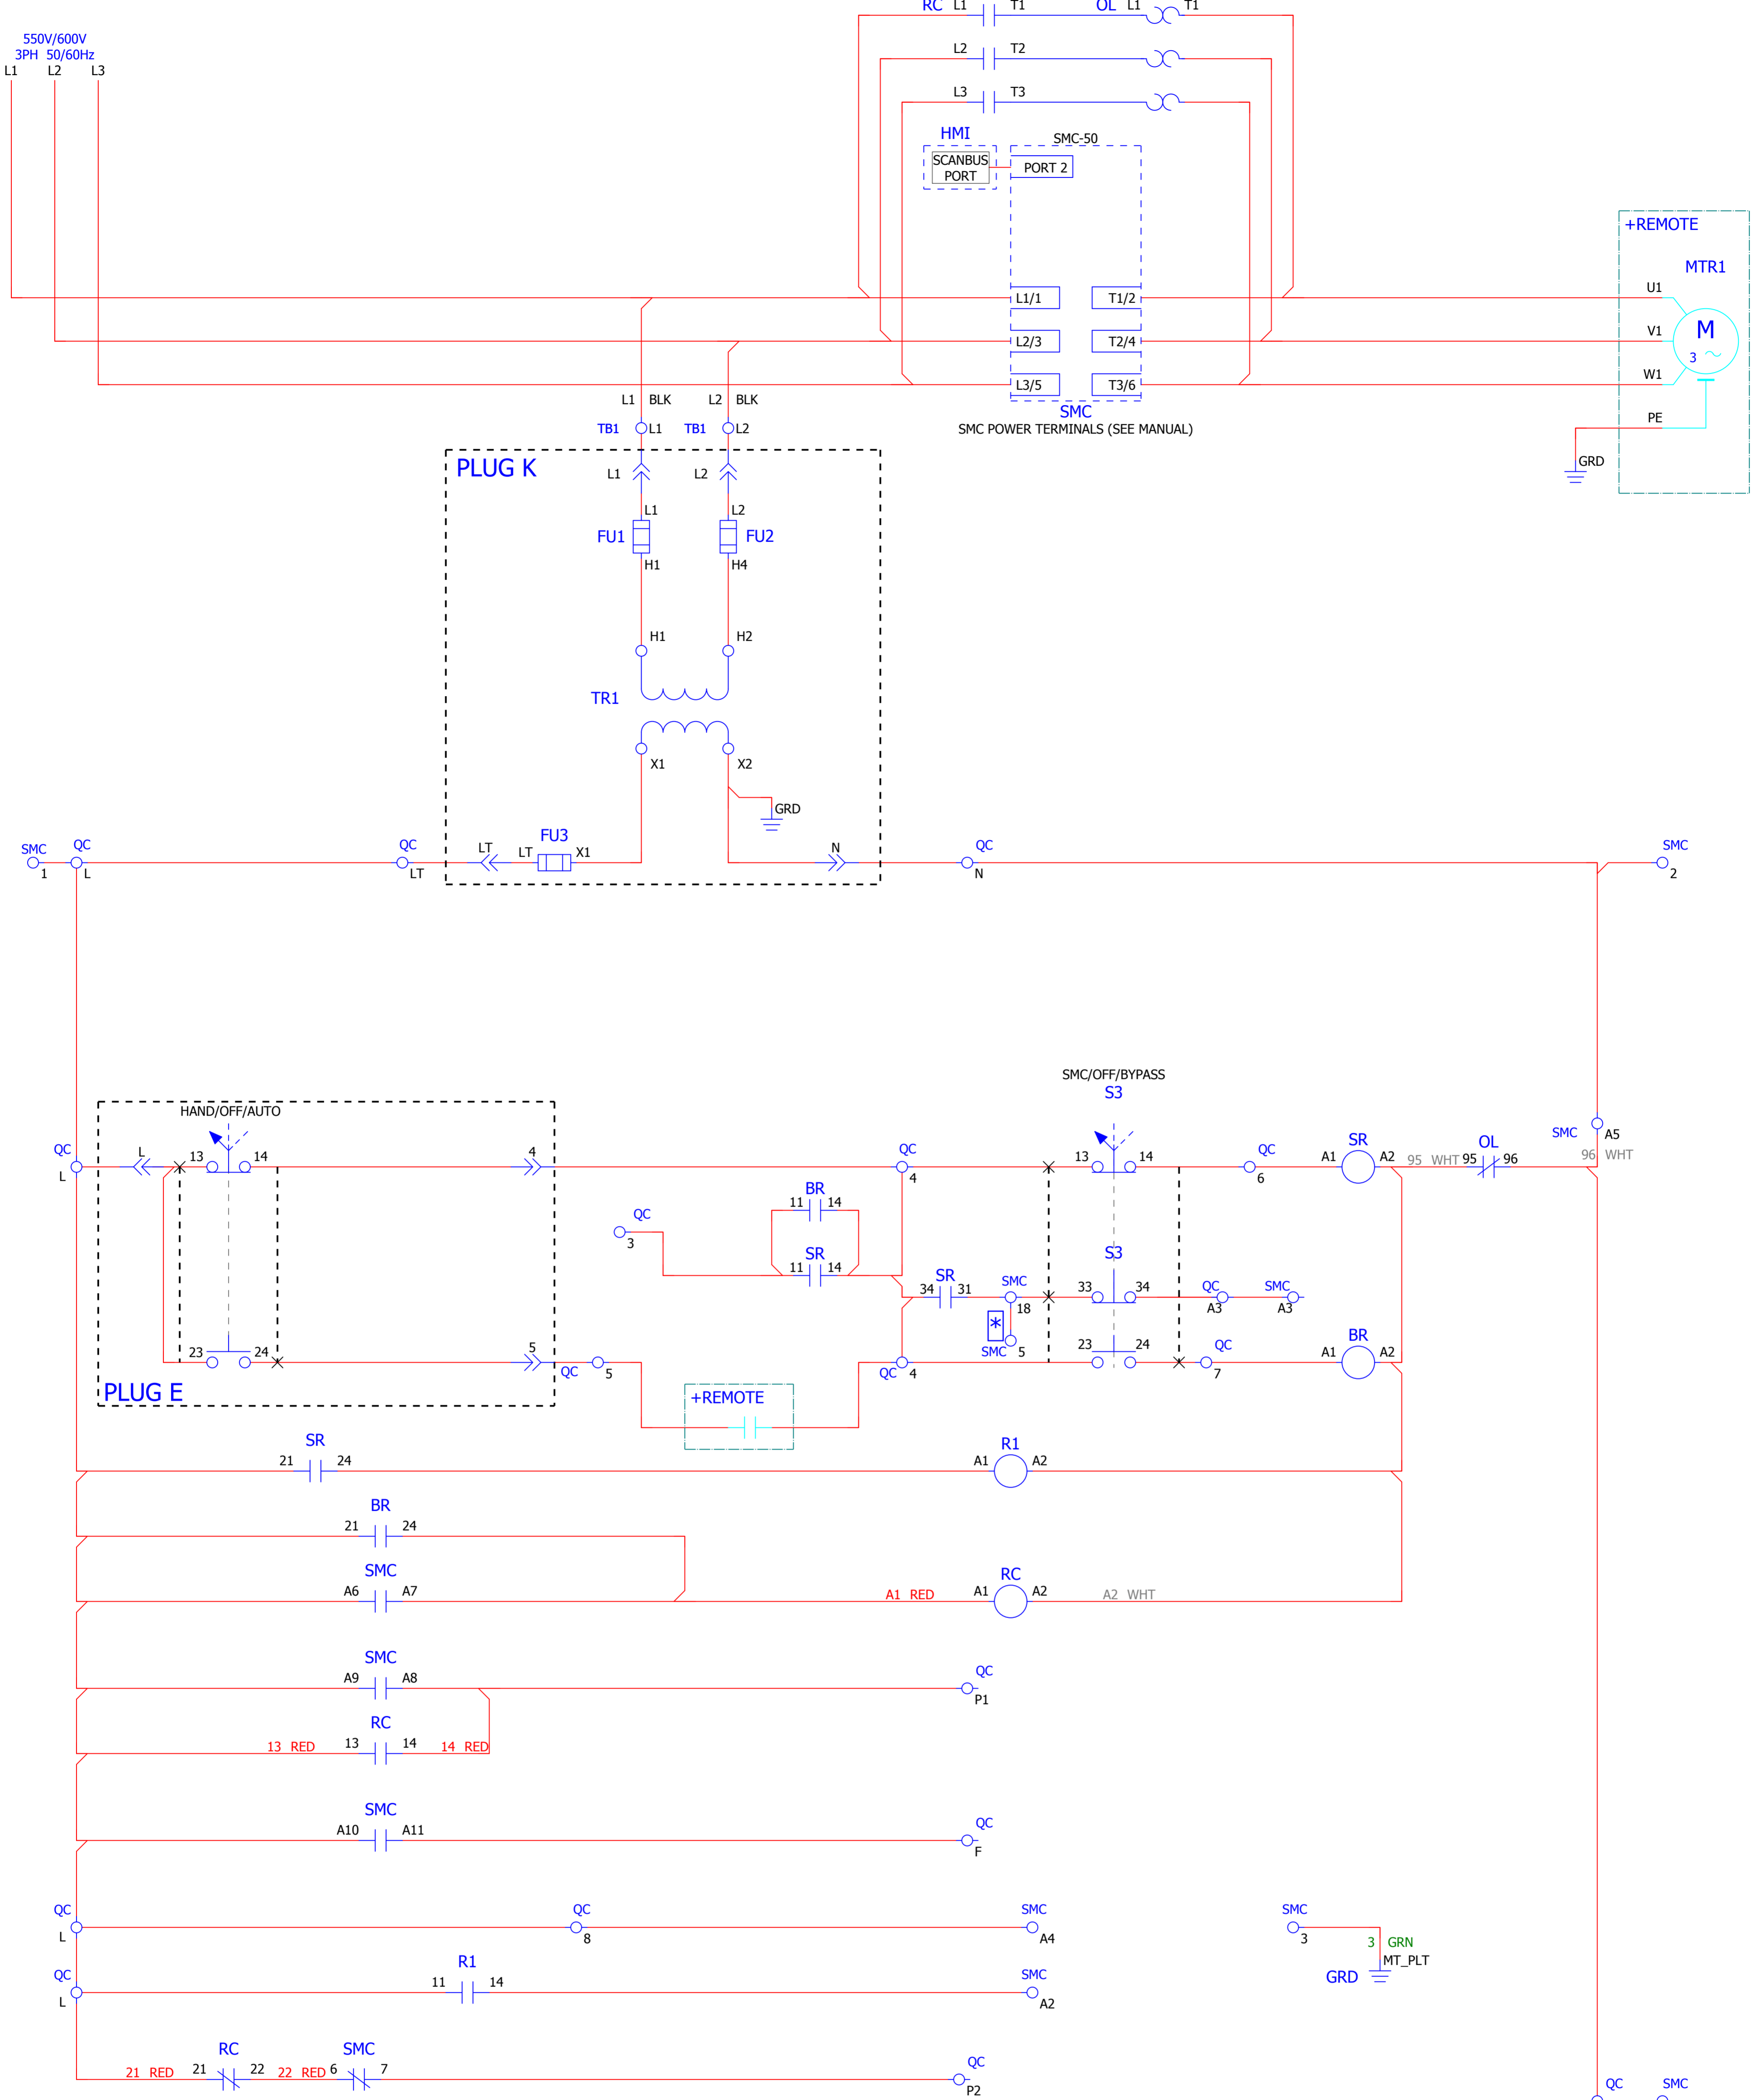 RC L1 T1 OL L1 T1
550V/600V
3PH 50/60Hz
L1 L2 L3
L2 T2
L3 T3
HMI
SMC-50
SCANBUS
PORT
PORT 2
+REMOTE
MTR1
U1
L1/1 T1/2
M
3
V1
L2/3 T2/4
W1
L3/5 T3/6
L1 BLK L2 BLK
SMC
SMC POWER TERMINALS (SEE MANUAL)
PE
GRD
TB1 L1 TB1 L2
PLUG K
L1 L2
L1 L2
FU1 FU2
H1 H4
H1 H2
TR1
X1 X2
GRD
FU3
SMC QC QC LT LT X1 N QC SMC
1 L LT N 2
SMC/OFF/BYPASS
S3
HAND/OFF/AUTO
SMC A5
QC L 13 14 4 QC 13 14 QC SR OL
A1 A2 95 WHT 95 96 96 WHT
L 4 6
BR
11 14
QC
3
SR
11 14
S3
SR
34 31 SMC 33 34 QC SMC
18 A3 A3
*
SMC 5
BR
23 24 5 23 24 QC A1 A2
QC 5 QC 4 7
PLUG E
+REMOTE
SR
21 24
R1
A1 A2
BR
21 24
SMC
A6 A7
RC
A1 RED A1 A2 A2 WHT
SMC
A9 A8
QC
P1
RC
13 RED 13 14 14 RED
SMC
A10 A11
QC
F
QC QC SMC SMC
L 8 A4 3
3 GRN
MT_PLT
GRD
QC R1 SMC
11 14
L A2
RC SMC
21 RED 21 22 22 RED 6 7
QC
P2
QC SMC